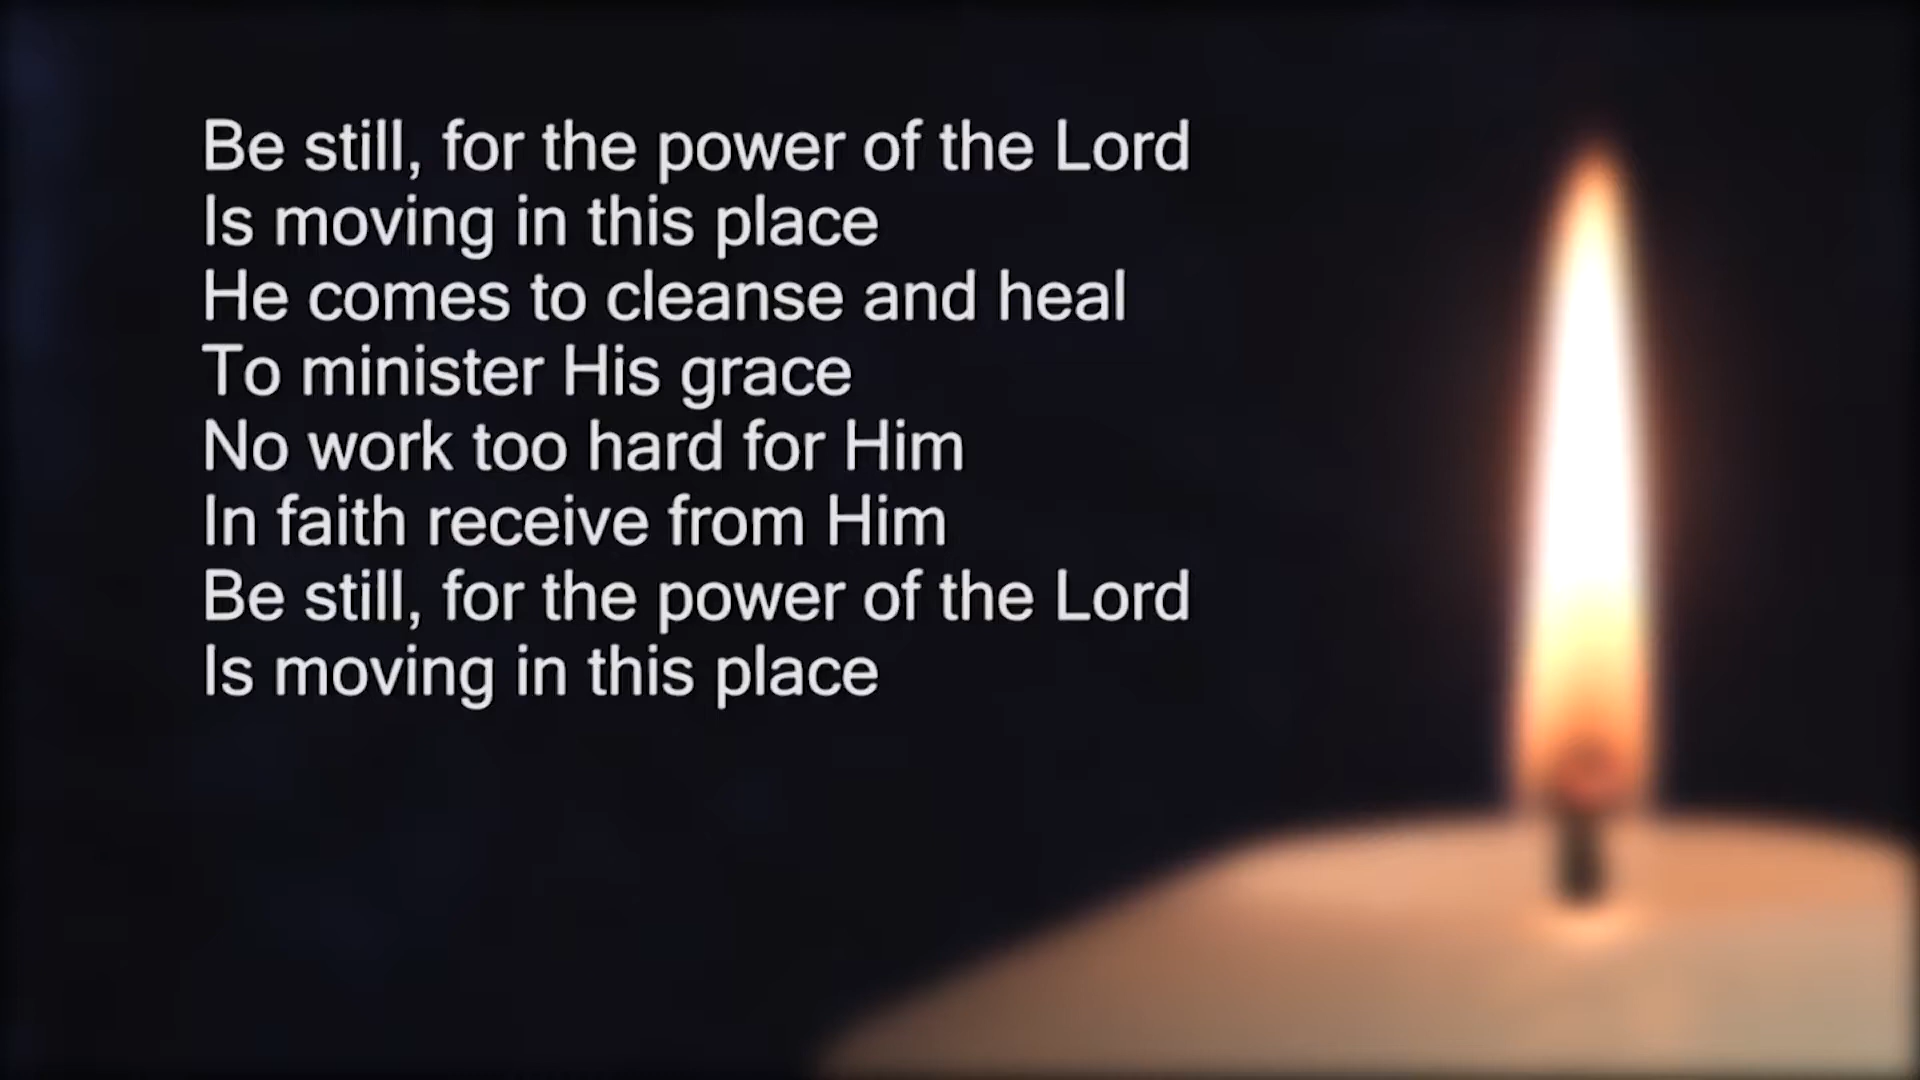 Be still, for the power of the Lord
Is moving in this place
He comes to cleanse and heal
To minister His grace
No work too hard for Him
In faith receive from Him
Be still, for the power of the Lord
Is moving in this place